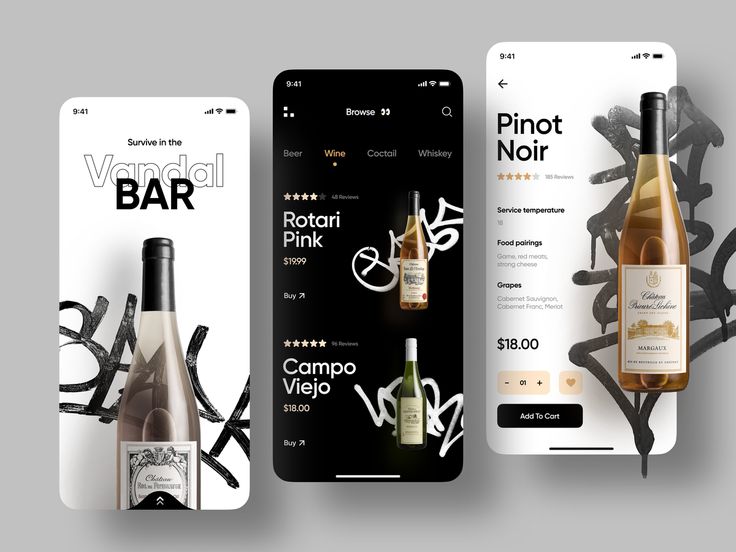 9:41
Survive in the
Vandal
BAR
Château
9:41
Browse
Beer Wine Coctail Whiskey
48 Reviews
Rotari
Pink
$19.99
Buy
96 Reviews
Campo
Viejo
$18.00
Buy
9:41
Pinot
Noir
185 Reviews
Service temperature
18
Food pairings
Game, red meats,
strong cheese
Grapes
Cabernet Sauvignon,
Cabernet Franc, Merlot
$18.00
- 01 +
Add To Cart
Château
Prieuré-Lichine
MARGAUX